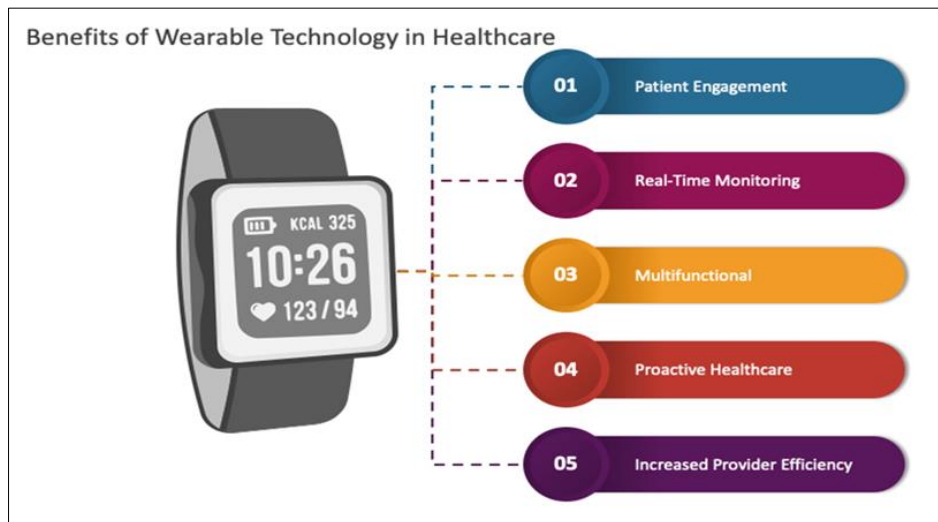 Benefits of Wearable Technology in Healthcare
KCAL 325
10:26
123 / 94
01 Patient Engagement
02 Real-Time Monitoring
03 Multifunctional
04 Proactive Healthcare
05 Increased Provider Efficiency